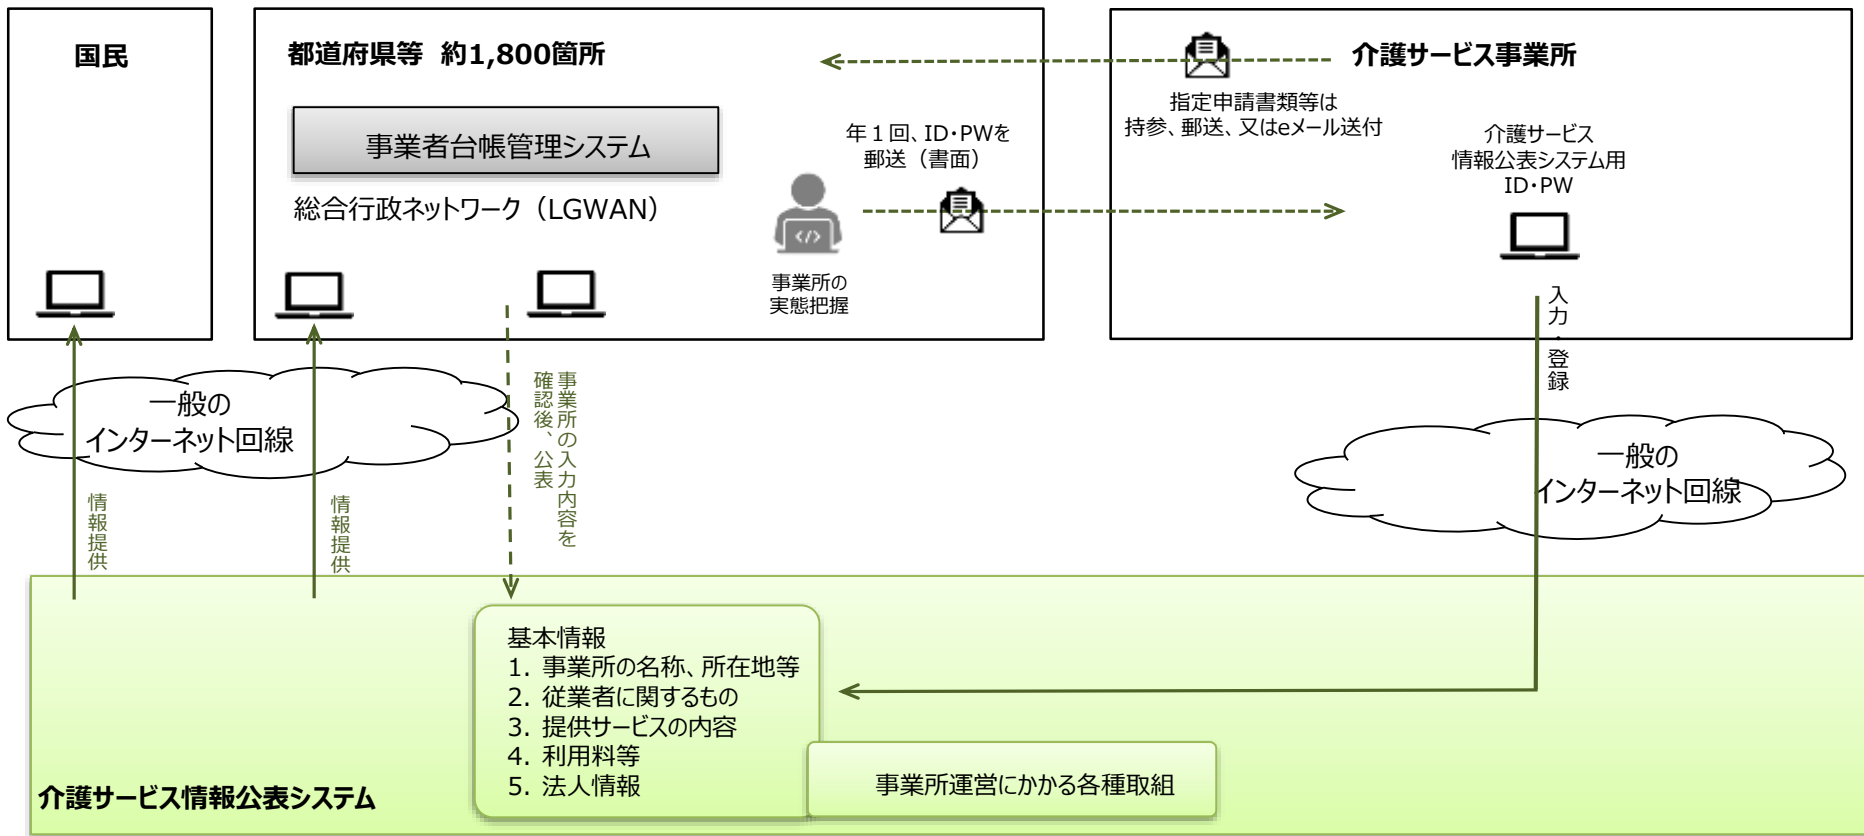 国民
都道府県等 約1,800箇所
事業者台帳管理システム
総合行政ネットワーク（LGWAN）
年１回、ID・PWを
郵送（書面）
事業所の
実態把握
介護サービス事業所
指定申請書類等は
持参、郵送、又はeメール送付
介護サービス
情報公表システム用
ID・PW
入力・登録
一般の
インターネット回線
情報提供
情報提供
事業所の入力内容を
確認後、公表
一般の
インターネット回線
基本情報
1. 事業所の名称、所在地等
2. 従業者に関するもの
3. 提供サービスの内容
4. 利用料等
5. 法人情報
事業所運営にかかる各種取組
介護サービス情報公表システム